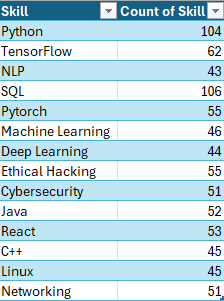 Skill Count of Skill
Python 104
TensorFlow 62
NLP 43
SQL 106
Pytorch 55
Machine Learning 46
Deep Learning 44
Ethical Hacking 55
Cybersecurity 51
Java 52
React 53
C++ 45
Linux 45
Networking 51